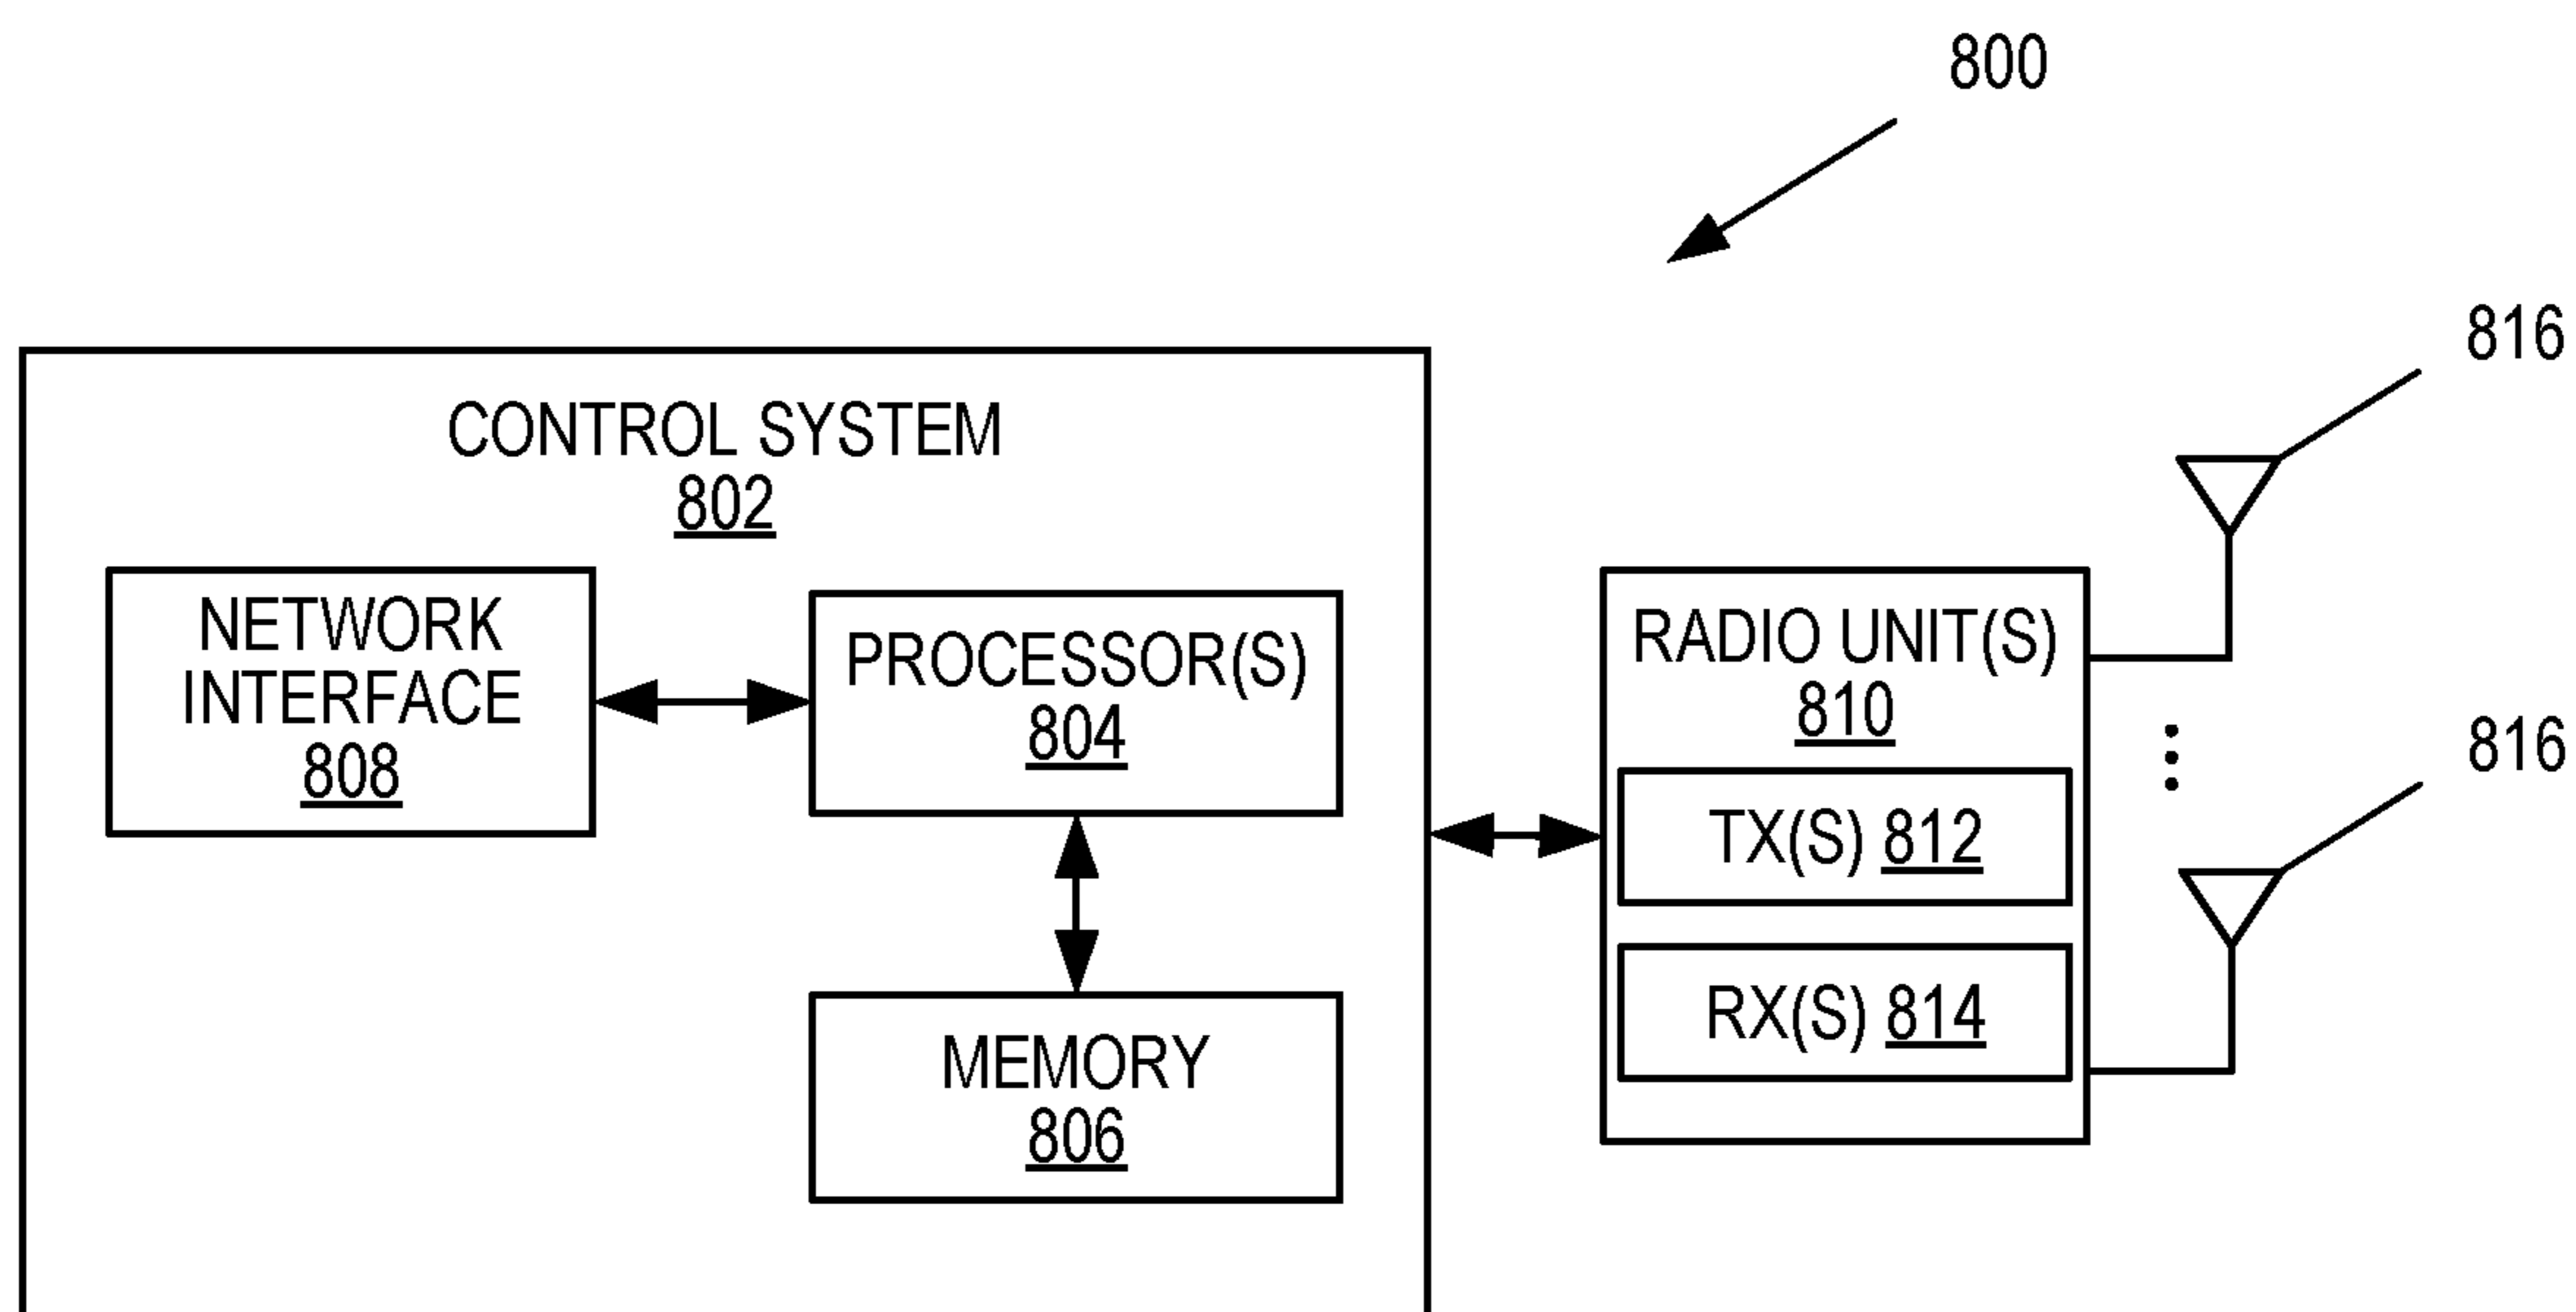 800
816
CONTROL SYSTEM
802
NETWORK
INTERFACE
808
PROCESSOR(S)
804
MEMORY
806
RADIO UNIT(S)
810
TX(S) 812
RX(S) 814
816